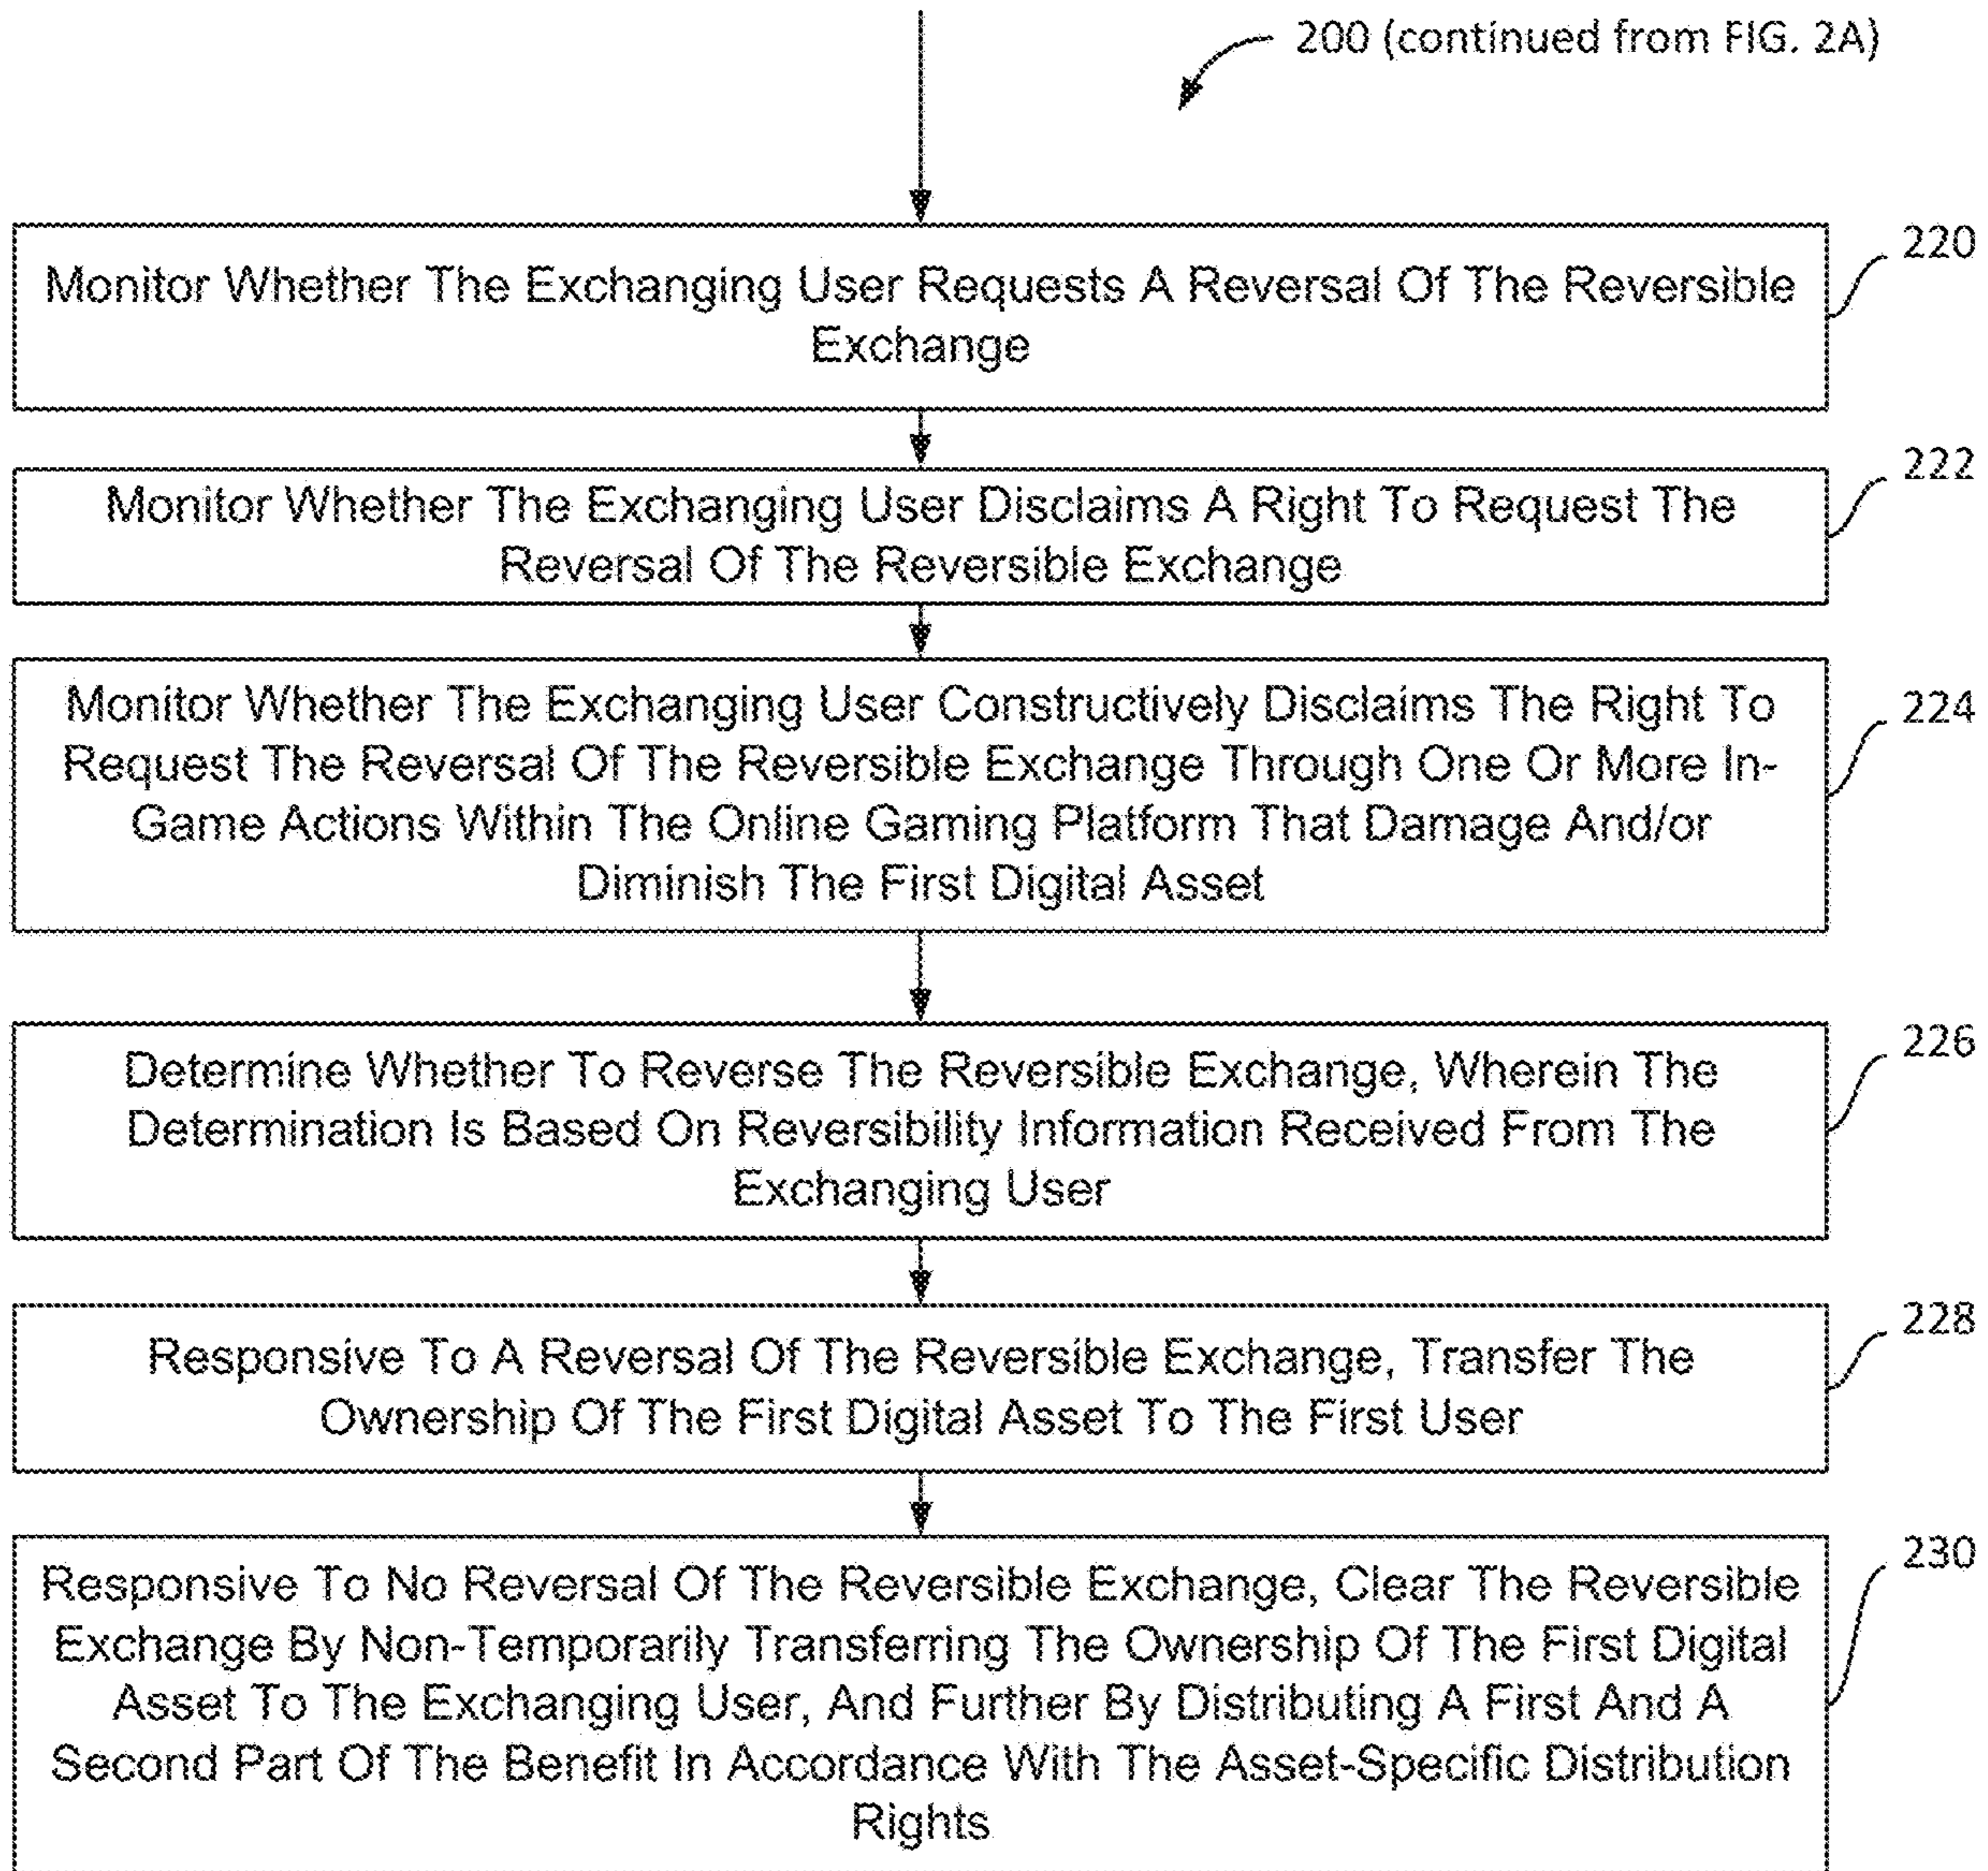 200 (continued from FIG. 2A)
Monitor Whether The Exchanging User Requests A Reversal Of The Reversible
Exchange
220
Monitor Whether The Exchanging User Disclaims A Right To Request The
Reversal Of The Reversible Exchange
222
Monitor Whether The Exchanging User Constructively Disclaims The Right To
Request The Reversal Of The Reversible Exchange Through One Or More In-
Game Actions Within The Online Gaming Platform That Damage And/or
Diminish The First Digital Asset
224
Determine Whether To Reverse The Reversible Exchange, Wherein The
Determination Is Based On Reversibility Information Received From The
Exchanging User
226
Responsive To A Reversal Of The Reversible Exchange, Transfer The
Ownership Of The First Digital Asset To The First User
228
Responsive To No Reversal Of The Reversible Exchange, Clear The Reversible
Exchange By Non-Temporarily Transferring The Ownership Of The First Digital
Asset To The Exchanging User, And Further By Distributing A First And A
Second Part Of The Benefit In Accordance With The Asset-Specific Distribution
Rights
230